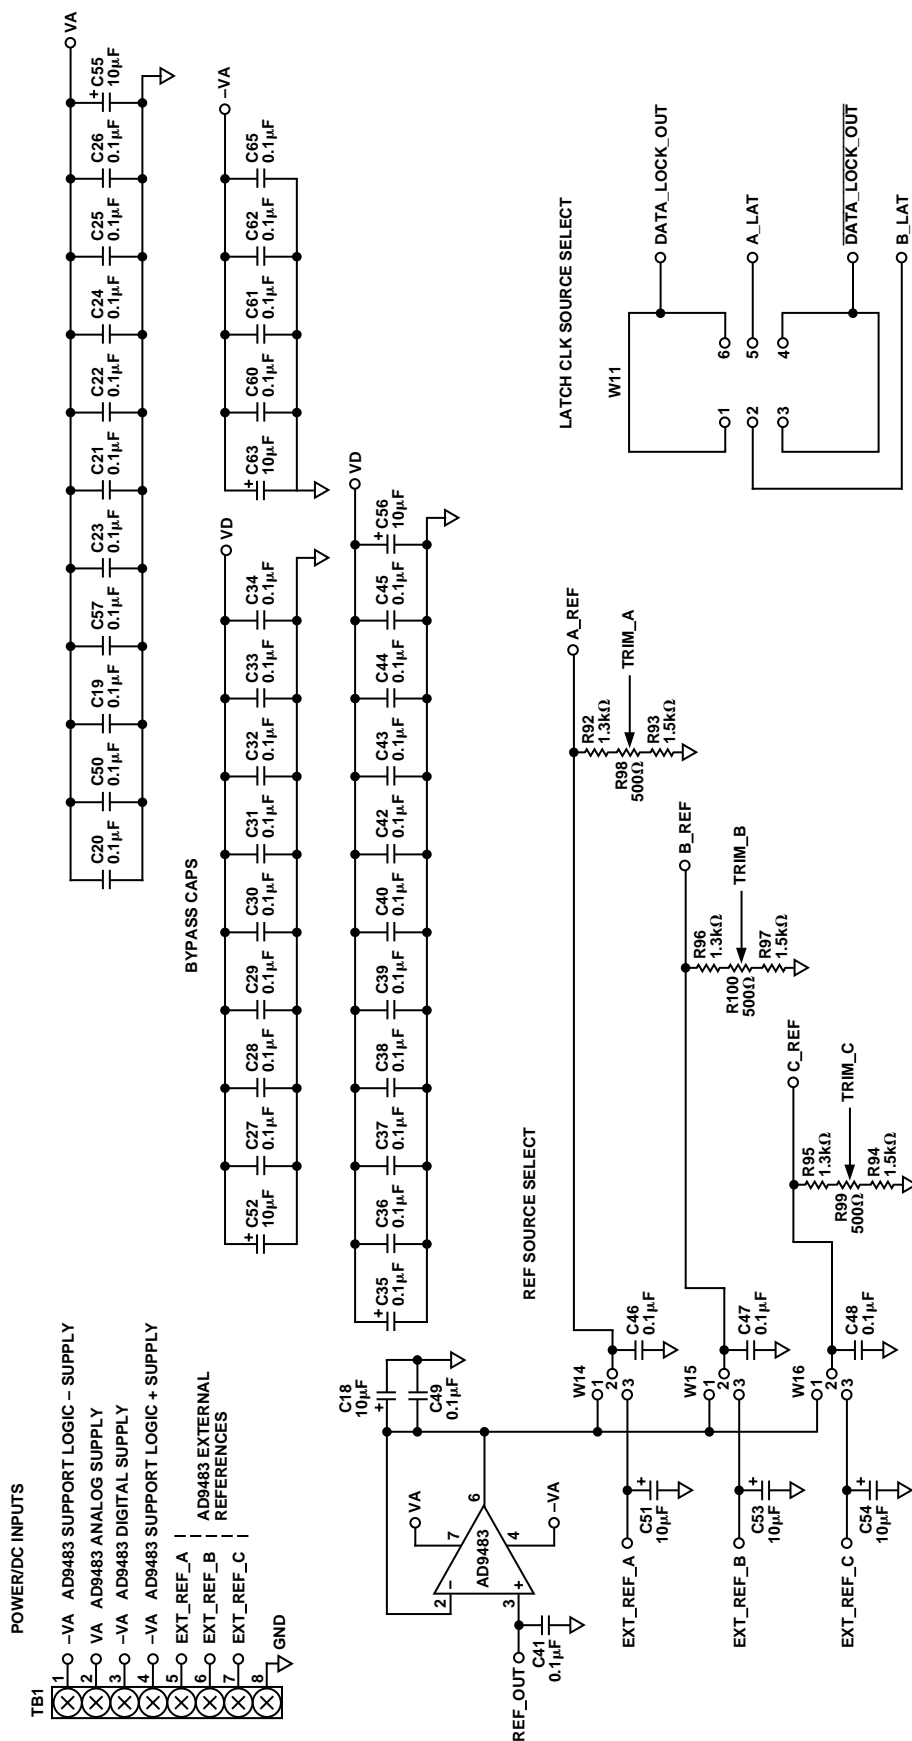 POWER/DC INPUTS
TB1
1 –VA AD9483 SUPPORT LOGIC – SUPPLY
2 VA AD9483 ANALOG SUPPLY
3 –VA AD9483 DIGITAL SUPPLY
4 –VA AD9483 SUPPORT LOGIC + SUPPLY
5 EXT_REF_A
6 EXT_REF_B
7 EXT_REF_C
8
GND
AD9483 EXTERNAL
REFERENCES
BYPASS CAPS
C20
0.1µF
C50
0.1µF
C19
0.1µF
C57
0.1µF
C23
0.1µF
C21
0.1µF
C22
0.1µF
C24
0.1µF
C25
0.1µF
C26
0.1µF
+ C55
10µF
VA
+ C52
10µF
C27
0.1µF
C28
0.1µF
C29
0.1µF
C30
0.1µF
C31
0.1µF
C32
0.1µF
C33
0.1µF
C34
0.1µF
VD
+ C63
10µF
C60
0.1µF
C61
0.1µF
C62
0.1µF
C65
0.1µF
–VA
+ C35
0.1µF
C36
0.1µF
C37
0.1µF
C38
0.1µF
C39
0.1µF
C40
0.1µF
C42
0.1µF
C43
0.1µF
C44
0.1µF
C45
0.1µF
+ C56
10µF
VD
REF_OUT
C41
0.1µF
2
–
3
+
AD9483
VA
7
6
4
–VA
C18
10µF
+
C49
0.1µF
REF SOURCE SELECT
W14
1
2
3
C46
0.1µF
EXT_REF_A
C51
+
10µF
A_REF
R92
1.3kΩ
R98
500Ω
TRIM_A
R93
1.5kΩ
W15
1
2
3
C47
0.1µF
EXT_REF_B
C53
+
10µF
B_REF
R96
1.3kΩ
R100
500Ω
TRIM_B
R97
1.5kΩ
W16
1
2
3
C48
0.1µF
EXT_REF_C
C54
+
10µF
C_REF
R95
1.3kΩ
R99
500Ω
TRIM_C
R94
1.5kΩ
LATCH CLK SOURCE SELECT
W11
1
6
DATA_LOCK_OUT
2
5
A_LAT
3
4
DATA_LOCK_OUT
B_LAT